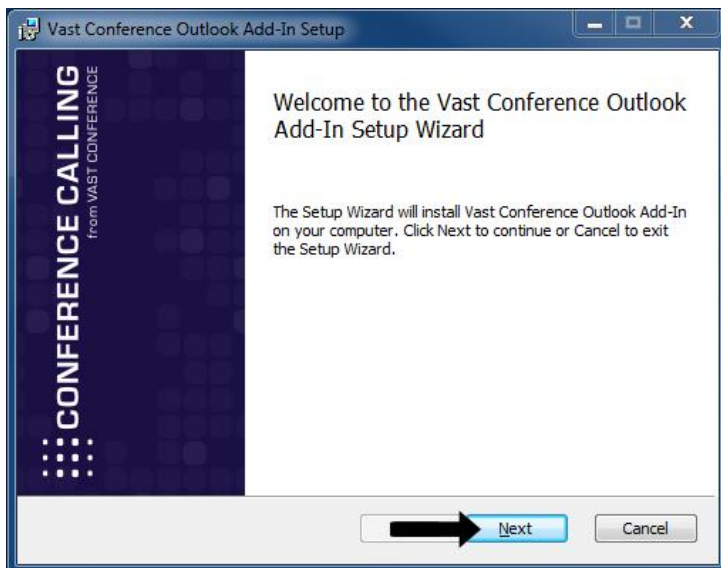 Vast Conference Outlook Add-In Setup
CONFERENCE CALLING
from VAST CONFERENCE
Welcome to the Vast Conference Outlook
Add-In Setup Wizard
The Setup Wizard will install Vast Conference Outlook Add-In
on your computer. Click Next to continue or Cancel to exit
the Setup Wizard.
Next
Cancel